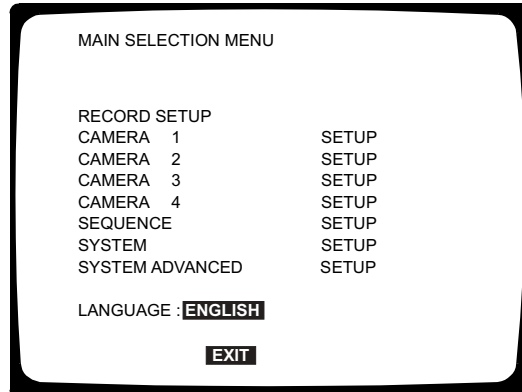 MAIN SELECTION MENU
RECORD SETUP
CAMERA 1 SETUP
CAMERA 2 SETUP
CAMERA 3 SETUP
CAMERA 4 SETUP
SEQUENCE SETUP
SYSTEM SETUP
SYSTEM ADVANCED SETUP
LANGUAGE : ENGLISH
EXIT